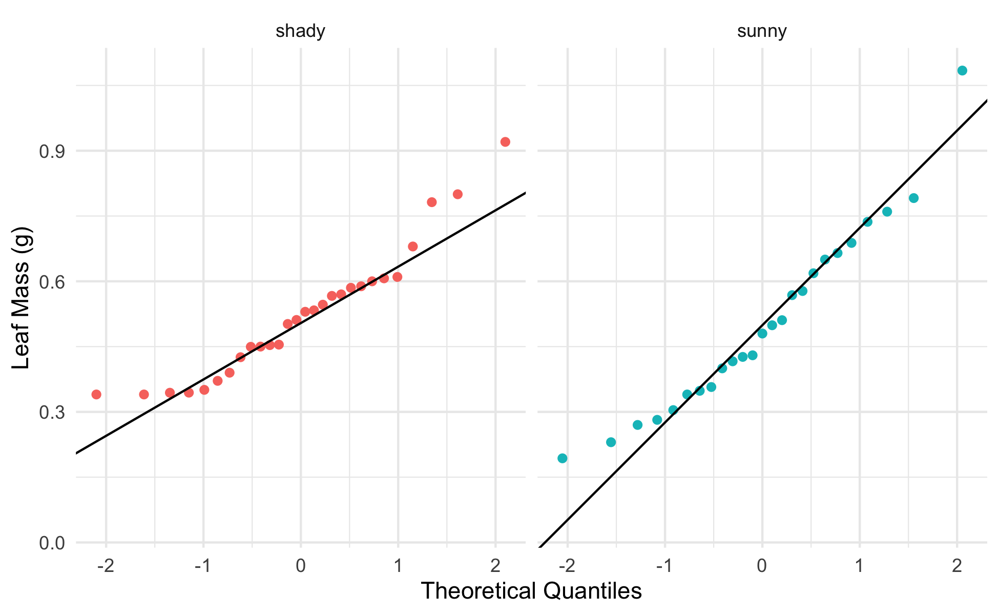 shady
sunny
Leaf Mass (g)
0.9
0.6
0.3
0.0
-2 -1 0 1 2
-2 -1 0 1 2
Theoretical Quantiles